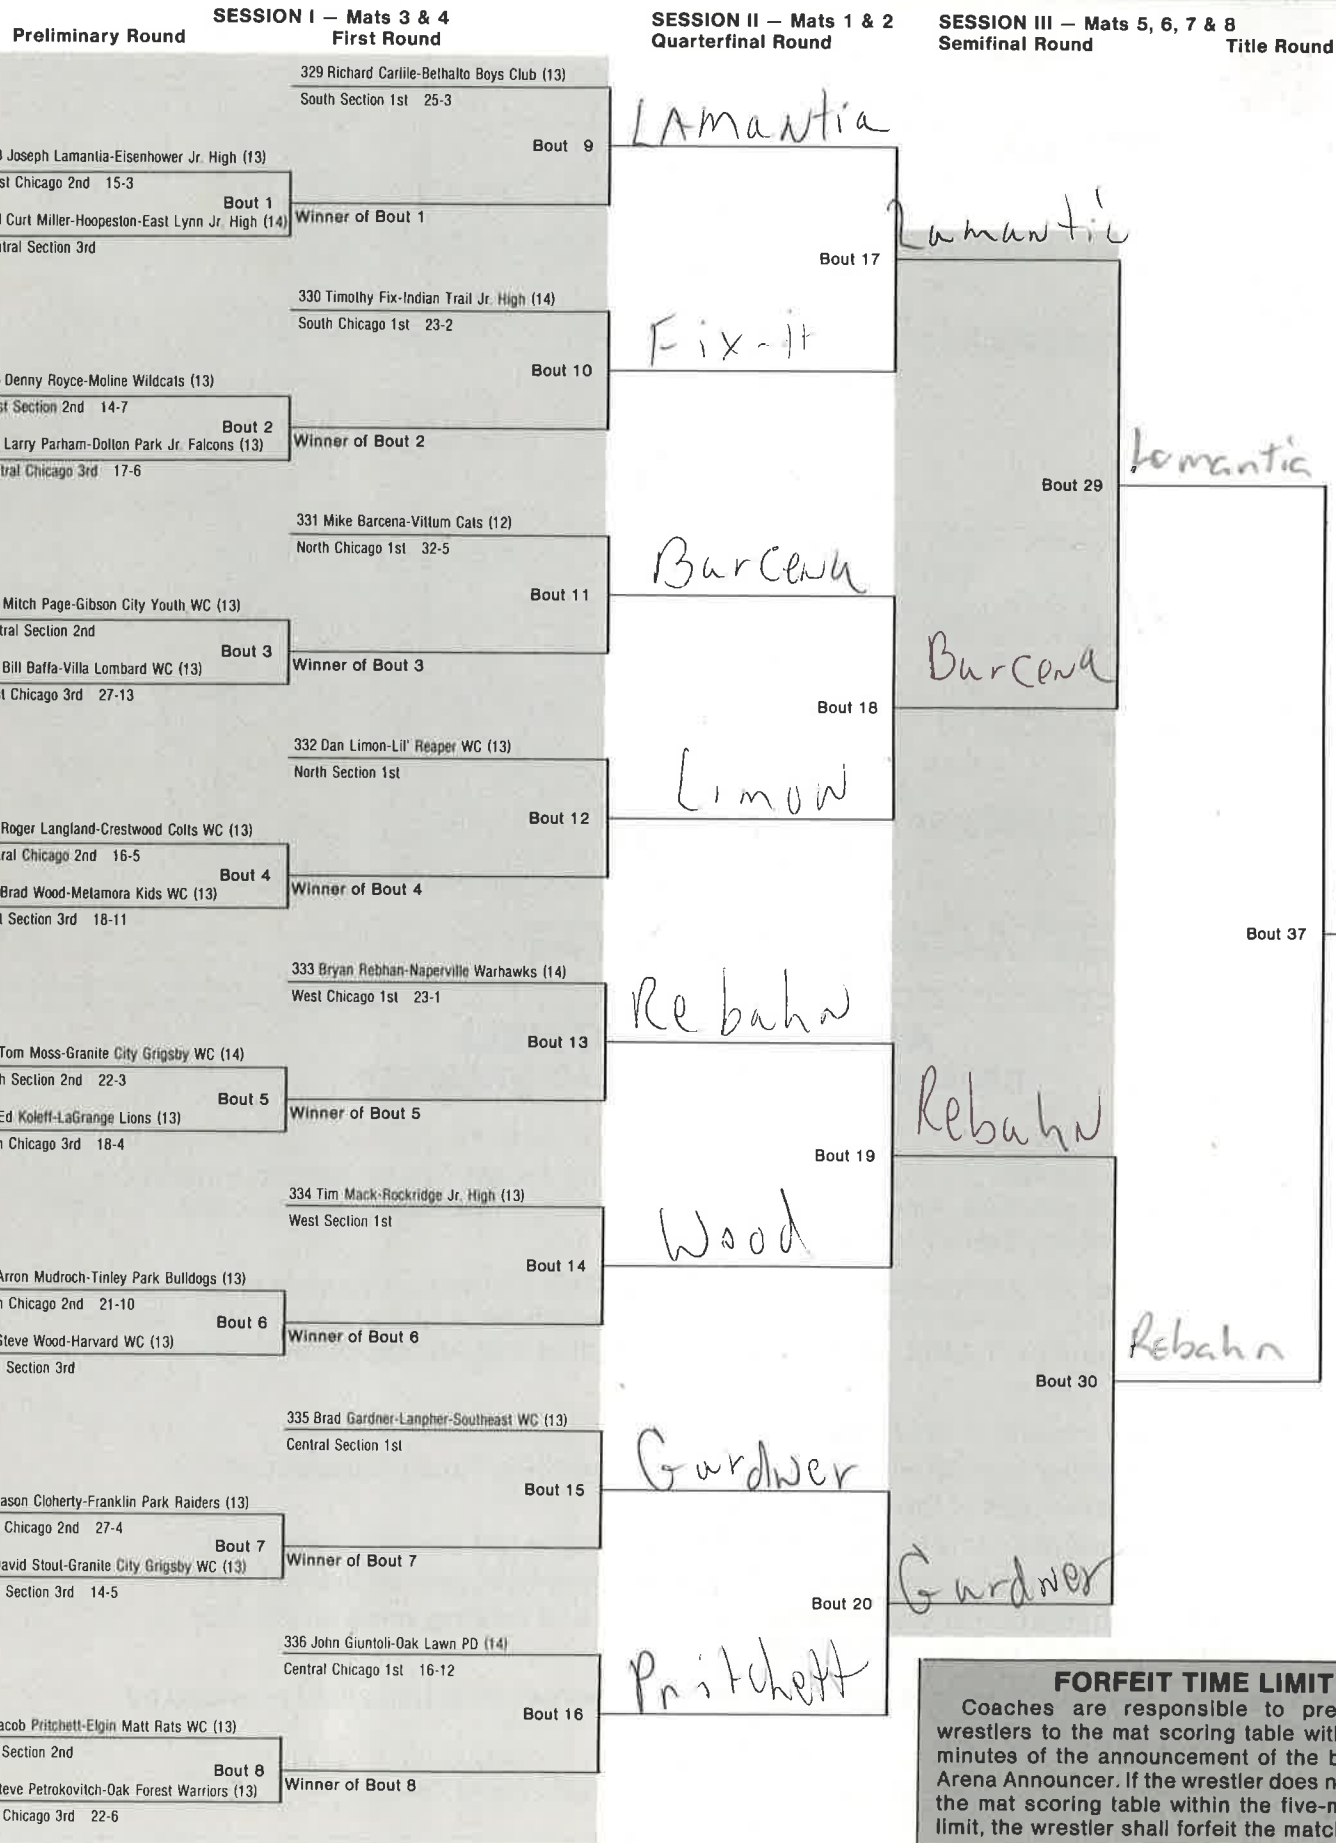 SESSION I — Mats 3 & 4
SESSION II — Mats 1 & 2
SESSION III — Mats 5, 6, 7 & 8
Preliminary Round
First Round
Quarterfinal Round
Semifinal Round
Title Round
329 Richard Carlile-Belhalto Boys Club (13)
South Section 1st 25-3
LAmantia
Bout 9
Joseph Lamantia-Eisenhower Jr. High (13)
st Chicago 2nd 15-3
Bout 1
Winner of Bout 1
Curt Miller-Hoopeston-East Lynn Jr. High (14)
tral Section 3rd
Lamantia
Bout 17
330 Timothy Fix-Indian Trail Jr. High (14)
South Chicago 1st 23-2
Fix-it
Bout 10
Denny Royce-Moline Wildcats (13)
st Section 2nd 14-7
Bout 2
Winner of Bout 2
Larry Parham-Dolton Park Jr. Falcons (13)
tral Chicago 3rd 17-6
Lamantia
Bout 29
331 Mike Barcena-Vittum Cats (12)
North Chicago 1st 32-5
Barcena
Bout 11
Mitch Page-Gibson City Youth WC (13)
tral Section 2nd
Bout 3
Winner of Bout 3
Bill Baffa-Villa Lombard WC (13)
t Chicago 3rd 27-13
Barcena
Bout 18
332 Dan Limon-Lil' Reaper WC (13)
North Section 1st
Limon
Bout 12
Roger Langland-Crestwood Colts WC (13)
ral Chicago 2nd 16-5
Bout 4
Winner of Bout 4
Brad Wood-Metamora Kids WC (13)
t Section 3rd 18-11
Bout 37
333 Bryan Rebhan-Naperville Warhawks (14)
West Chicago 1st 23-1
Rebahn
Bout 13
Tom Moss-Granite City Grigsby WC (14)
h Section 2nd 22-3
Bout 5
Winner of Bout 5
Ed Koleff-LaGrange Lions (13)
h Chicago 3rd 18-4
Rebahn
Bout 19
334 Tim Mack-Rockridge Jr. High (13)
West Section 1st
Wood
Bout 14
Arron Mudroch-Tinley Park Bulldogs (13)
h Chicago 2nd 21-10
Bout 6
Winner of Bout 6
Steve Wood-Harvard WC (13)
Section 3rd
Rebahn
Bout 30
335 Brad Gardner-Lanpher-Southeast WC (13)
Central Section 1st
Gardner
Bout 15
ason Cloherty-Franklin Park Raiders (13)
Chicago 2nd 27-4
Bout 7
Winner of Bout 7
avid Stout-Granite City Grigsby WC (13)
Section 3rd 14-5
Gardner
Bout 20
336 John Giuntoli-Oak Lawn PD (14)
Central Chicago 1st 16-12
Pritchett
Bout 16
acob Pritchett-Elgin Matt Rats WC (13)
Section 2nd
Bout 8
Winner of Bout 8
teve Petrokovitch-Oak Forest Warriors (13)
Chicago 3rd 22-6
FORFEIT TIME LIMIT
Coaches are responsible to pre
wrestlers to the mat scoring table wit
minutes of the announcement of the b
Arena Announcer. If the wrestler does n
the mat scoring table within the five-m
limit, the wrestler shall forfeit the matc